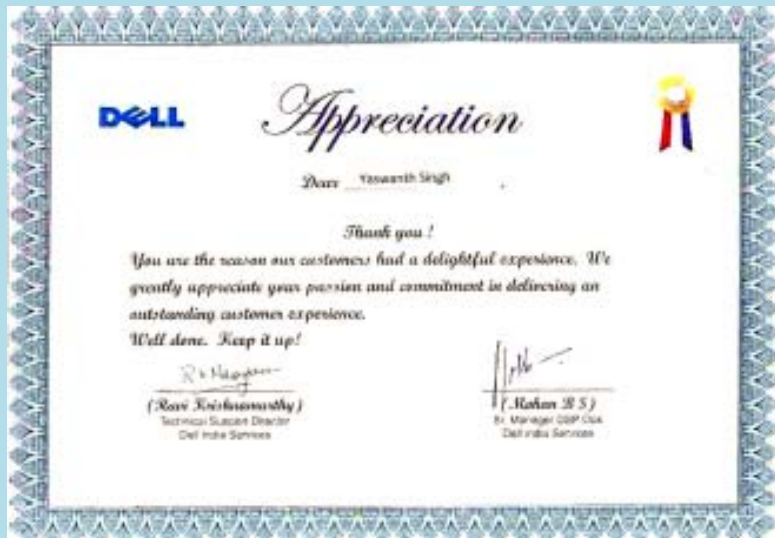 DELL
Appreciation
Dear Yaswanth Singh
Thank you !
You are the reason our customers had a delightful experience. We
greatly appreciate your passion and commitment in delivering an
outstanding customer experience.
Well done. Keep it up!
(Ravi Krishnamurthy) (Mohan B S)
Technical Support Director Sr. Manager
Dell India Services Dell India Services